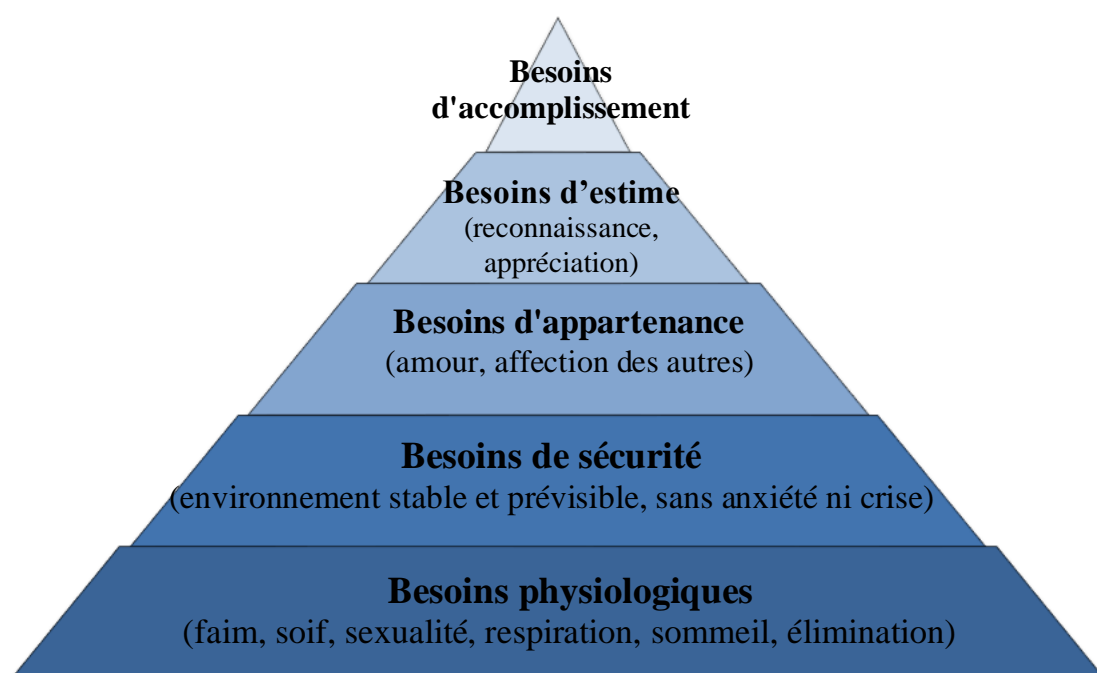 Besoins
d'accomplissement
Besoins d’estime
(reconnaissance,
appréciation)
Besoins d'appartenance
(amour, affection des autres)
Besoins de sécurité
(environnement stable et prévisible, sans anxiété ni crise)
Besoins physiologiques
(faim, soif, sexualité, respiration, sommeil, élimination)